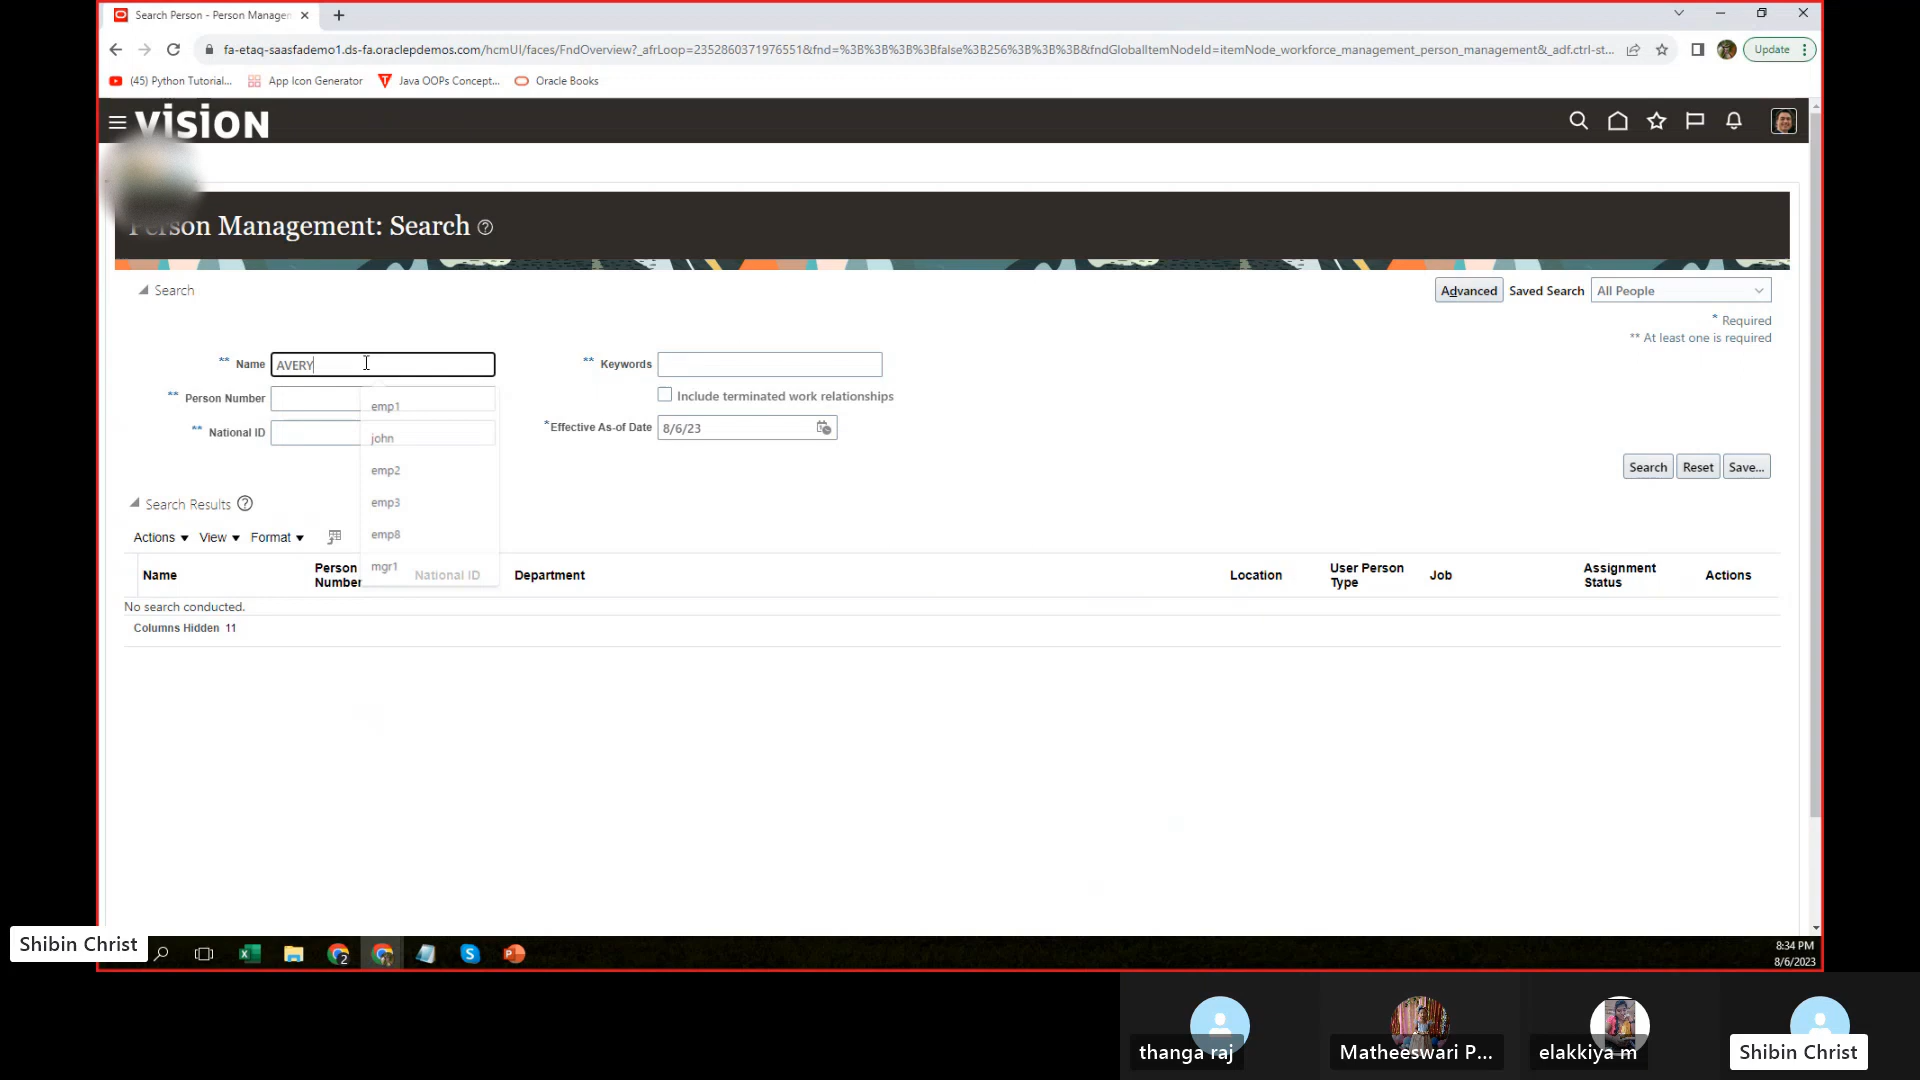 Search Person - Person Managem
fa-etaq-saasfademo1.ds-fa.oraclepdemos.com/hcmUI/faces/FndOverview?_afrLoop=2352860371976551&fnd=%3B%3B%3B%3Bfalse%3B256%3B%3B%3B&fndGlobalItemNodeId=itemNode_workforce_management_person_management&_adf.ctrl-st...
Update
(45) Python Tutorial...
App Icon Generator
Java OOPs Concept...
Oracle Books
vision
Person Management: Search
Search
Advanced
Saved Search
All People
* Required
** At least one is required
** Name
AVERY
** Keywords
** Person Number
Include terminated work relationships
** National ID
*Effective As-of Date
8/6/23
emp1
john
emp2
emp3
emp8
mgr1
Search
Reset
Save...
Search Results
Actions
View
Format
Name
Person Number
National ID
Department
Location
User Person Type
Job
Assignment Status
Actions
No search conducted.
Columns Hidden 11
Shibin Christ
2
8:34 PM
8/6/2023
thanga raj
Matheeswari P...
elakkiya m
Shibin Christ